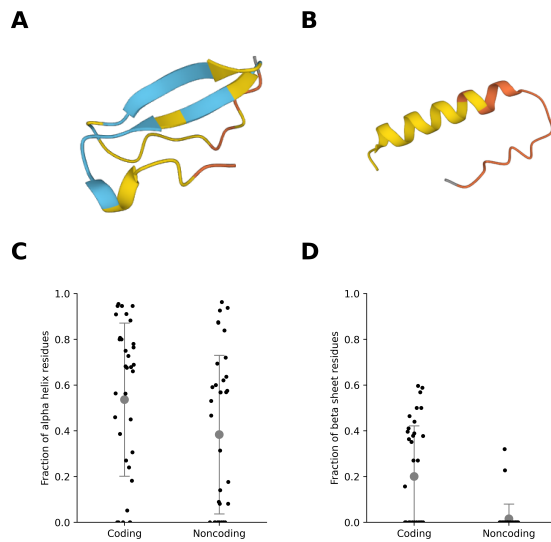 A
B
C
D
Fraction of alpha helix residues
1.0
0.8
0.6
0.4
0.2
0.0
Coding
Noncoding
Fraction of beta sheet residues
1.0
0.8
0.6
0.4
0.2
0.0
Coding
Noncoding